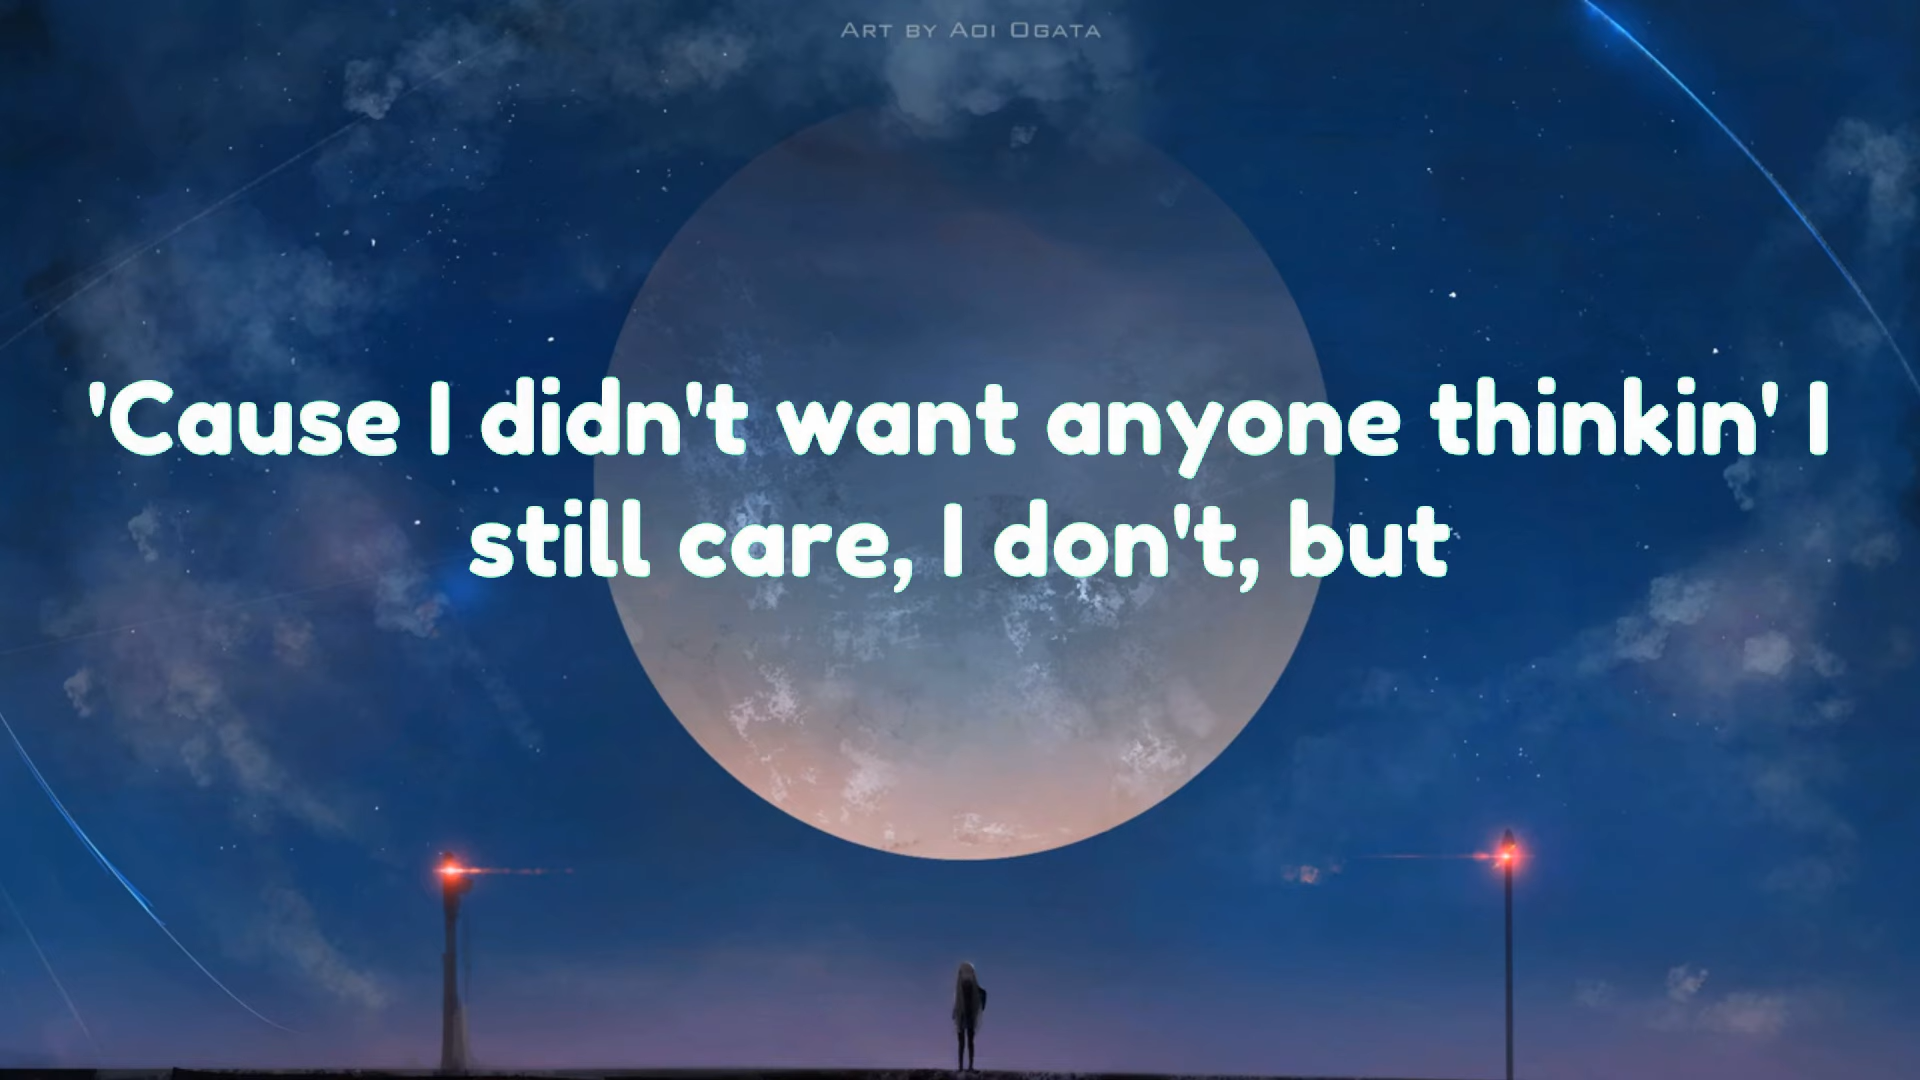 ART BY AOI OGATA
'Cause I didn't want anyone thinkin' I
still care, I don't, but